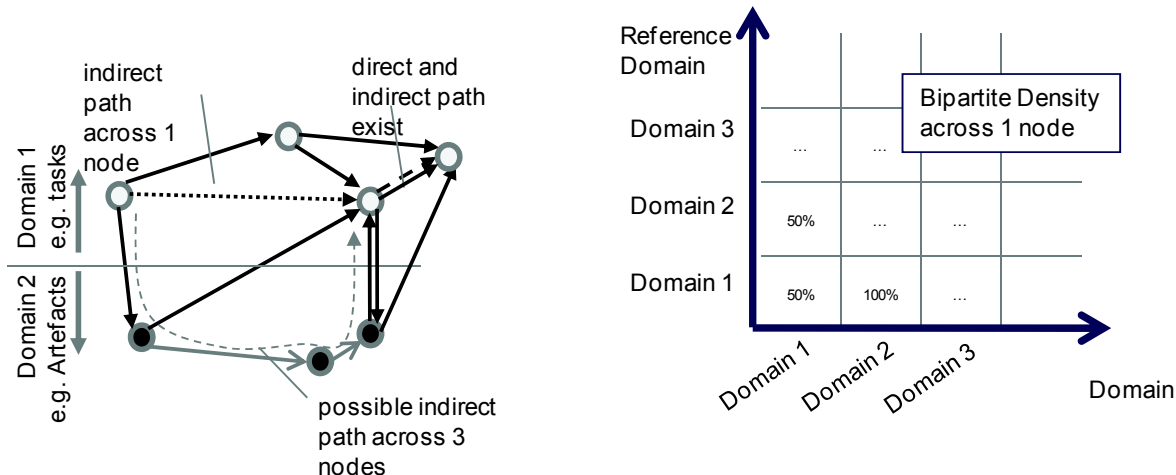 indirect
path
across 1
node
direct and
indirect path
exist
Domain 1
e.g. tasks
Domain 2
e.g. Artefacts
possible indirect
path across 3
nodes
Reference
Domain
Bipartite Density
across 1 node
Domain 3
...
...
Domain 2
50%
...
...
Domain 1
50%
100%
...
Domain 1
Domain 2
Domain 3
Domain